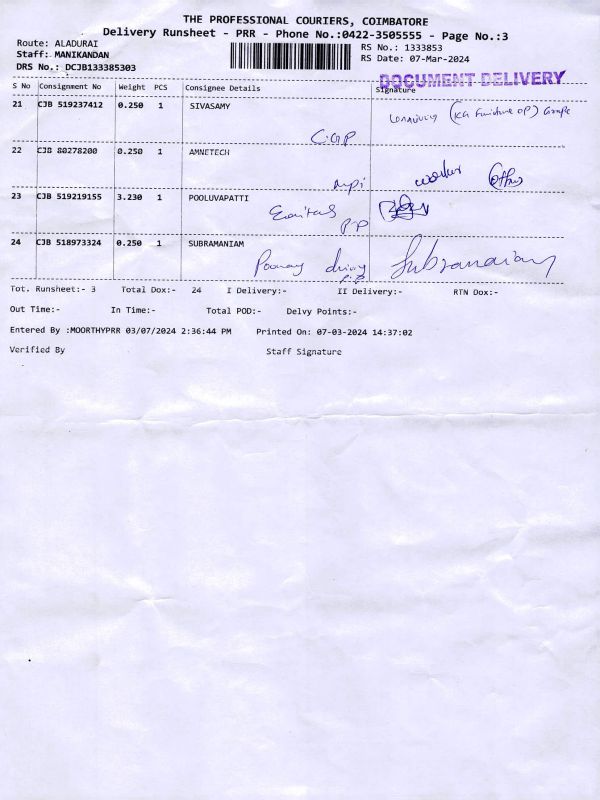 THE PROFESSIONAL COURIERS, COIMBATORE
Delivery Runsheet - PRR - Phone No.:0422-3505555 - Page No.:3
Route: ALADURAI
Staff: MANIKANDAN
DRS No.: DCJB133385303
RS No.: 1333853
RS Date: 07-Mar-2024
DOCUMENT DELIVERY
S No Consignment No Weight PCS Consignee Details Signature
21 CJB 519237412 0.250 1 SIVASAMY
22 CJB 80278200 0.250 1 AMNETECH
23 CJB 519219155 3.230 1 POOLUVAPATTI
24 CJB 518973324 0.250 1 SUBRAMANIAM
Subramaniam
Tot. Runsheet:- 3 Total Dox:- 24 I Delivery:- II Delivery:- RTN Dox:-
Out Time:- In Time:- Total POD:- Delvy Points:-
Entered By :MOORTHYPRR 03/07/2024 2:36:44 PM Printed On: 07-03-2024 14:37:02
Verified By Staff Signature